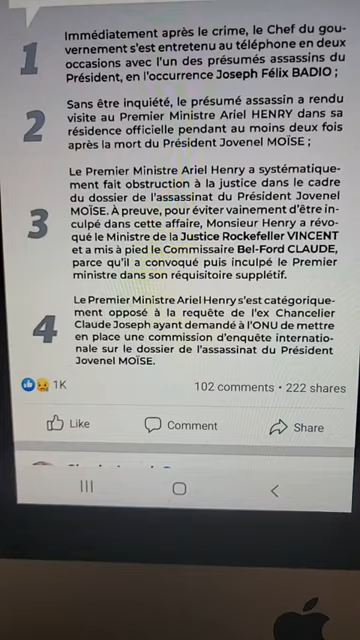 1
Immédiatement après le crime, le Chef du gou-
vernement s'est entretenu au téléphone en deux
occasions avec l'un des présumés assassins du
Président, en l'occurrence Joseph Félix BADIO ;
2
Sans être inquiété, le présumé assassin a rendu
visite au Premier Ministre Ariel HENRY dans sa
résidence officielle pendant au moins deux fois
après la mort du Président Jovenel MOÏSE ;
3
Le Premier Ministre Ariel Henry a systématique-
ment fait obstruction à la justice dans le cadre
du dossier de l'assassinat du Président Jovenel
MOÏSE. À preuve, pour éviter vainement d'être in-
culpé dans cette affaire, Monsieur Henry a révo-
qué le Ministre de la Justice Rockefeller VINCENT
et a mis à pied le Commissaire Bel-Ford CLAUDE,
parce qu'il a convoqué puis inculpé le Premier
ministre dans son réquisitoire supplétif.
4
Le Premier Ministre Ariel Henry s'est catégorique-
ment opposé à la requête de l'ex Chancelier
Claude Joseph ayant demandé à l'ONU de mettre
en place une commission d'enquête internatio-
nale sur le dossier de l'assassinat du Président
Jovenel MOÏSE.
1K
102 comments • 222 shares
Like
Comment
Share